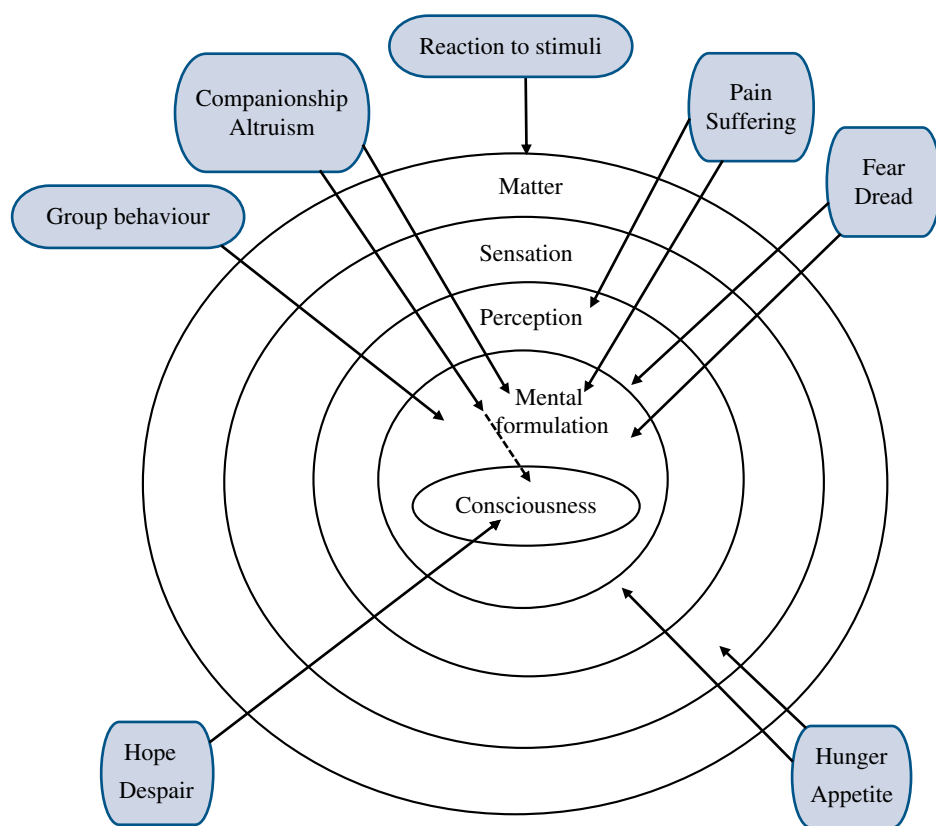 Reaction to stimuli
Companionship
Altruism
Pain
Suffering
Fear
Dread
Group behaviour
Matter
Sensation
Perception
Mental
formulation
Consciousness
Hope
Despair
Hunger
Appetite